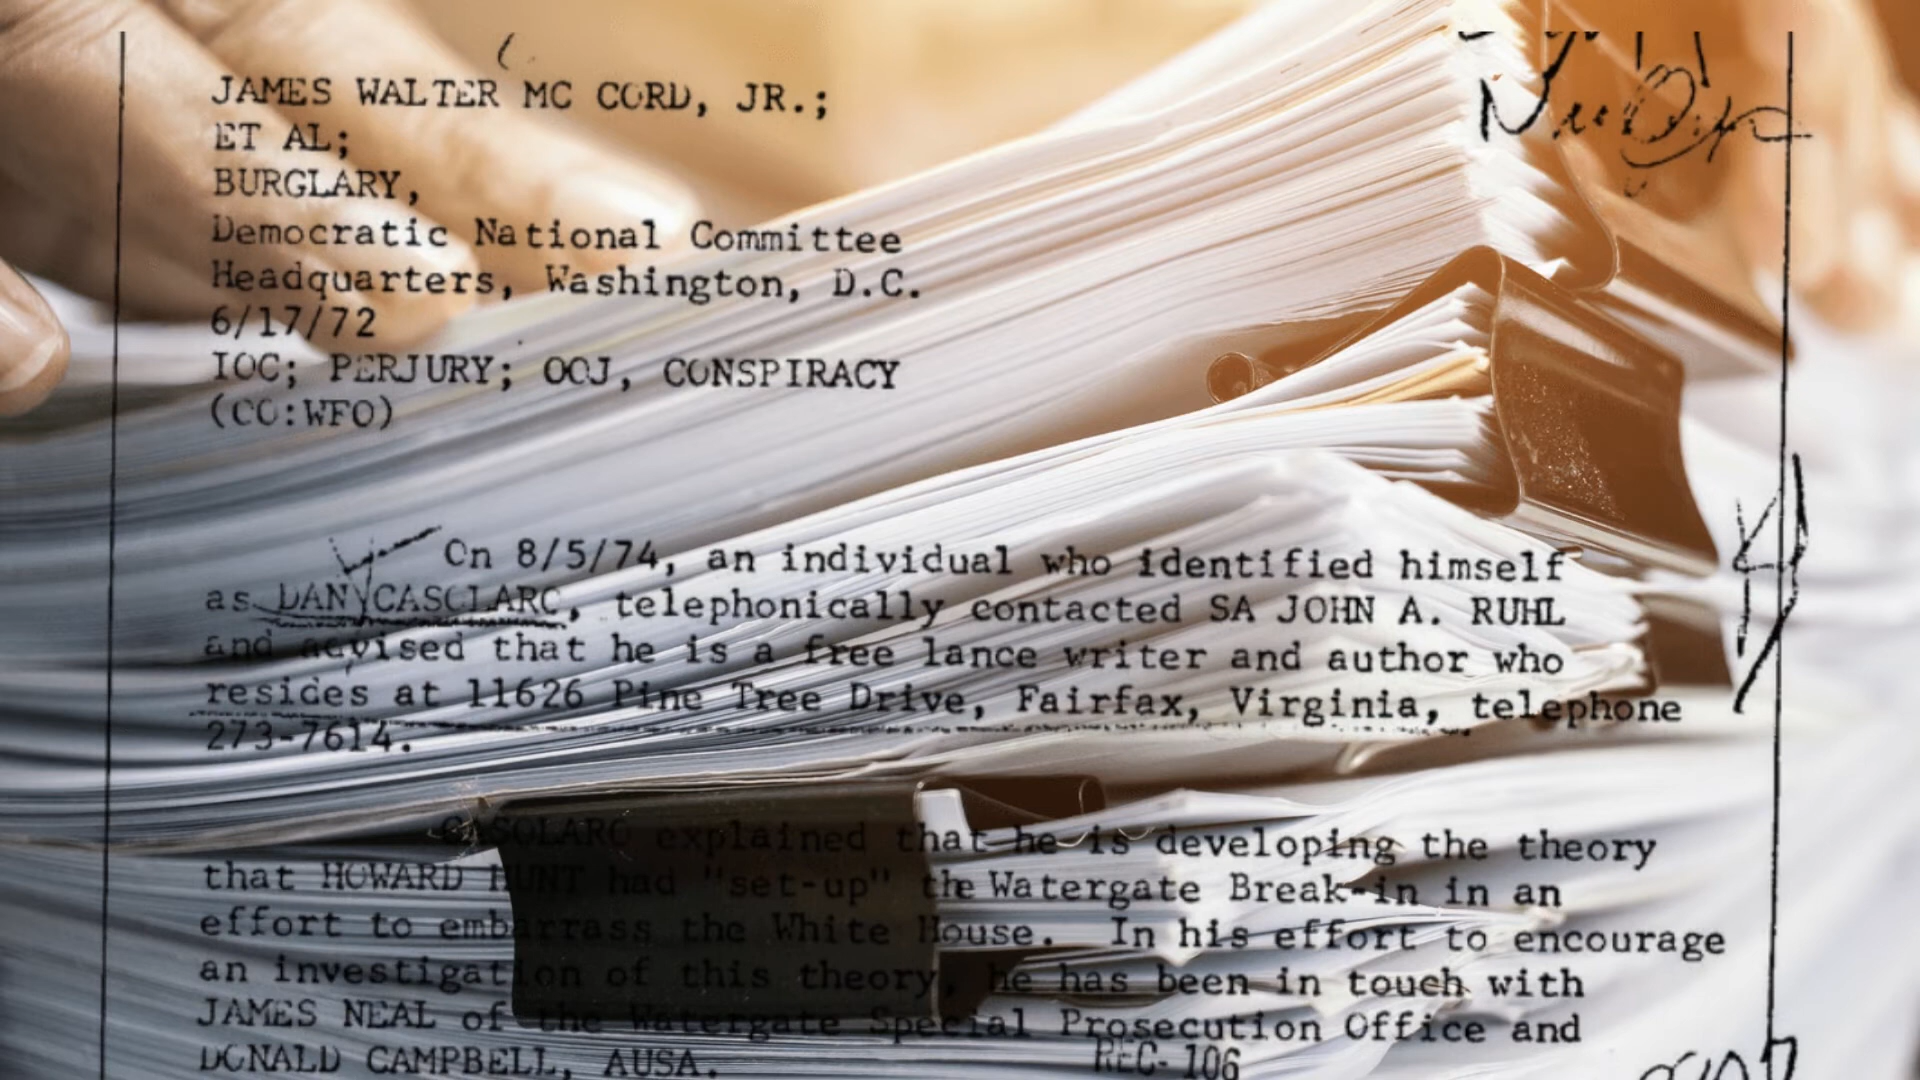 JAMES WALTER MC CORD, JR.;
ET AL;
BURGLARY,
Democratic National Committee
Headquarters, Washington, D.C.
6/17/72
IOC; PERJURY; OOJ, CONSPIRACY
(CO:WFO)
On 8/5/74, an individual who identified himself
as DAN CASOLARO, telephonically contacted SA JOHN A. RUHL
and advised that he is a free lance writer and author who
resides at 11626 Pine Tree Drive, Fairfax, Virginia, telephone
273-7614.
CASOLARO explained that he is developing the theory
that HOWARD HUNT had "set-up" the Watergate Break-in in an
effort to embarrass the White House. In his effort to encourage
an investigation of this theory, he has been in touch with
JAMES NEAL of the Watergate Special Prosecution Office and
DONALD CAMPBELL, AUSA.
REC-106